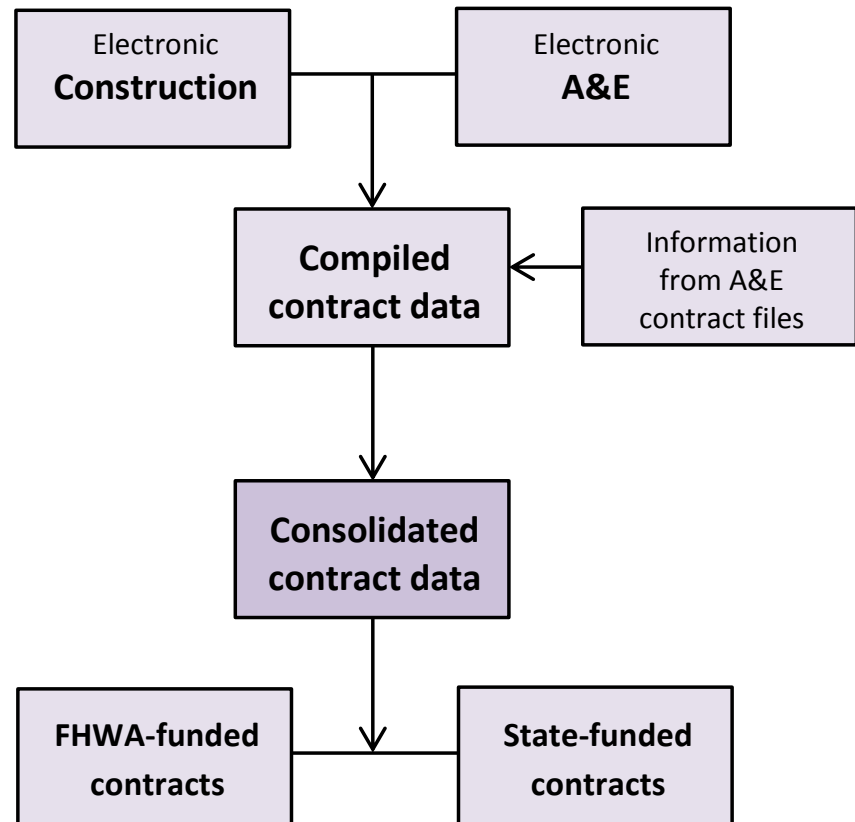 Electronic
Construction
Electronic
A&E
Compiled
contract data
Information
from A&E
contract files
Consolidated
contract data
FHWA-funded
contracts
State-funded
contracts